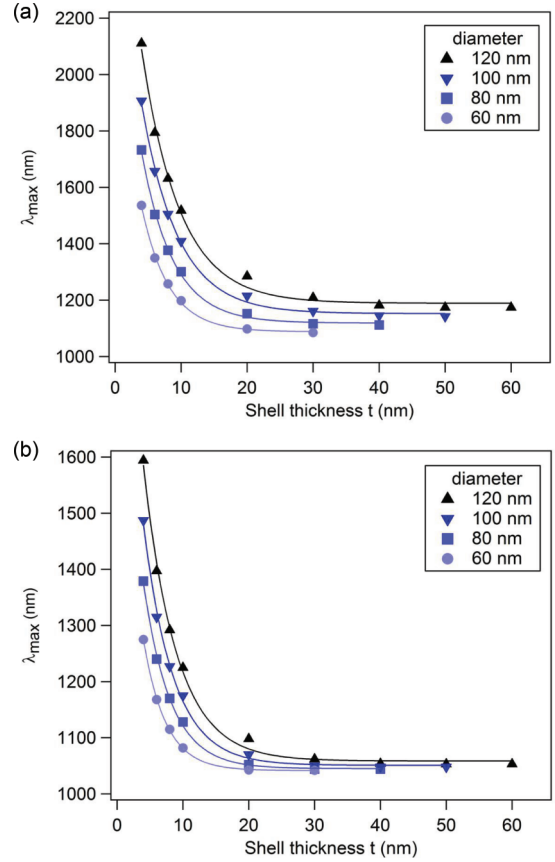 (a)
2200
2000
1800
1600
1400
1200
1000
λmax (nm)
0 10 20 30 40 50 60
Shell thickness t (nm)
diameter
120 nm
100 nm
80 nm
60 nm
(b)
1600
1500
1400
1300
1200
1100
1000
λmax (nm)
0 10 20 30 40 50 60
Shell thickness t (nm)
diameter
120 nm
100 nm
80 nm
60 nm